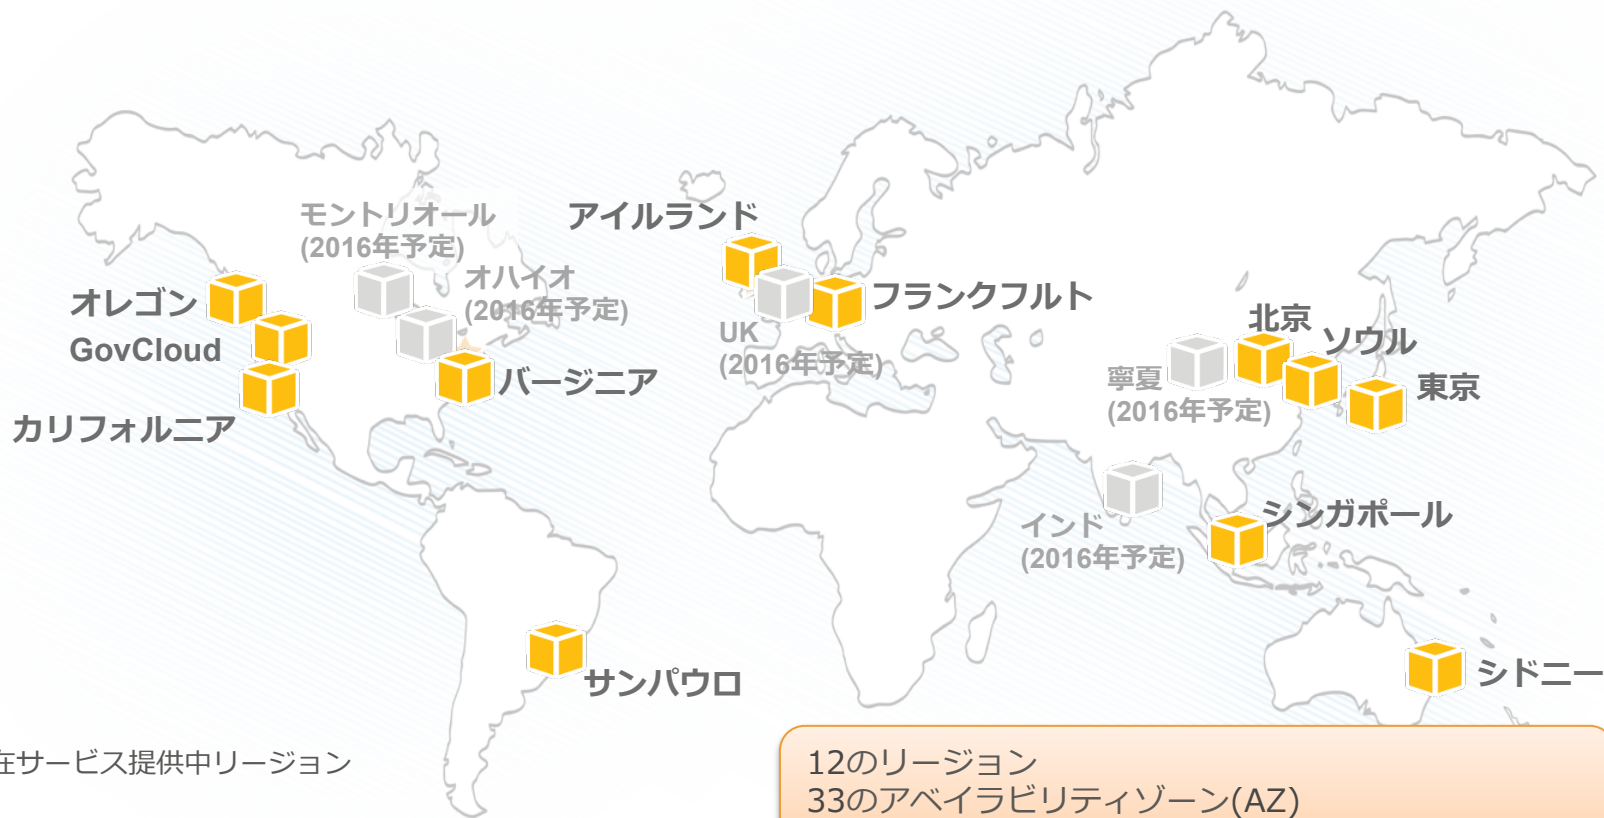 モントリオール
(2016年予定)
アイルランド
オハイオ
(2016年予定)
オレゴン
GovCloud
カリフォルニア
バージニア
フランクフルト
UK
(2016年予定)
北京
ソウル
東京
寧夏
(2016年予定)
インド
(2016年予定)
シンガポール
サンパウロ
シドニー
在サービス提供中リージョン
12のリージョン
33のアベイラビリティゾーン(AZ)